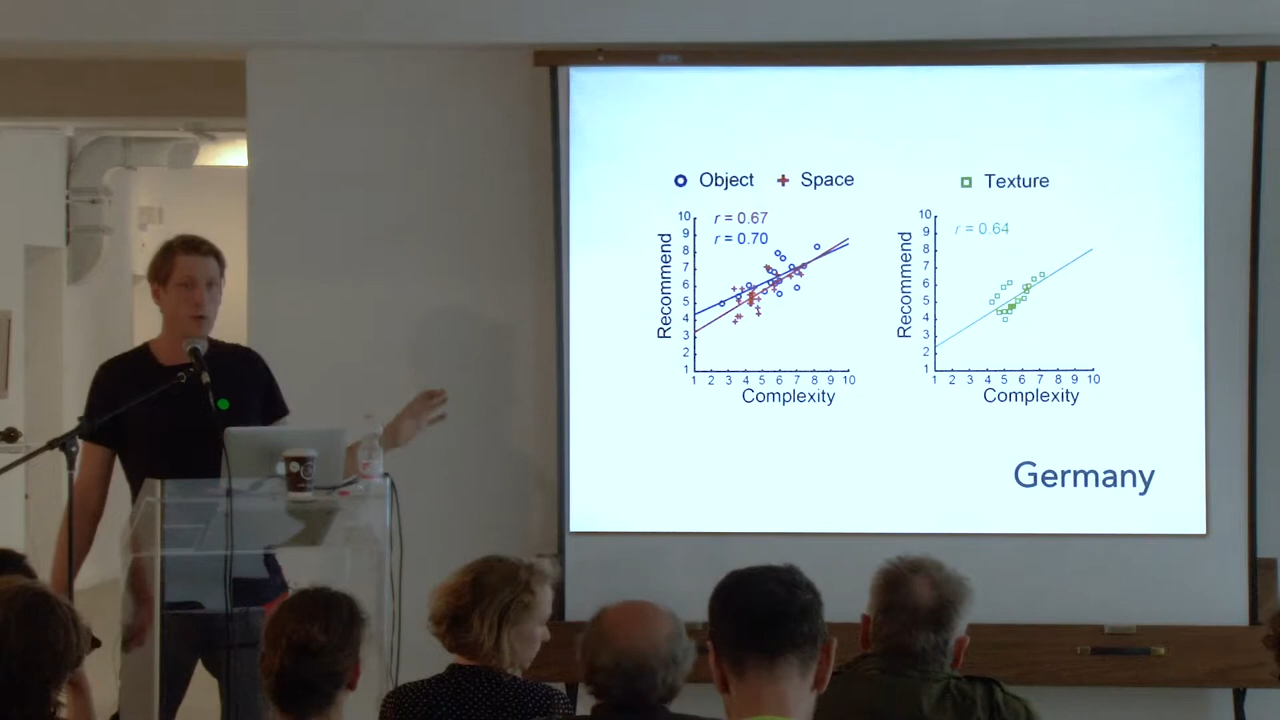 Object Space
Texture
r = 0.67
r = 0.70
r = 0.64
Recommend
10
9
8
7
6
5
4
3
2
1
1 2 3 4 5 6 7 8 9 10
Complexity
Recommend
10
9
8
7
6
5
4
3
2
1
1 2 3 4 5 6 7 8 9 10
Complexity
Germany